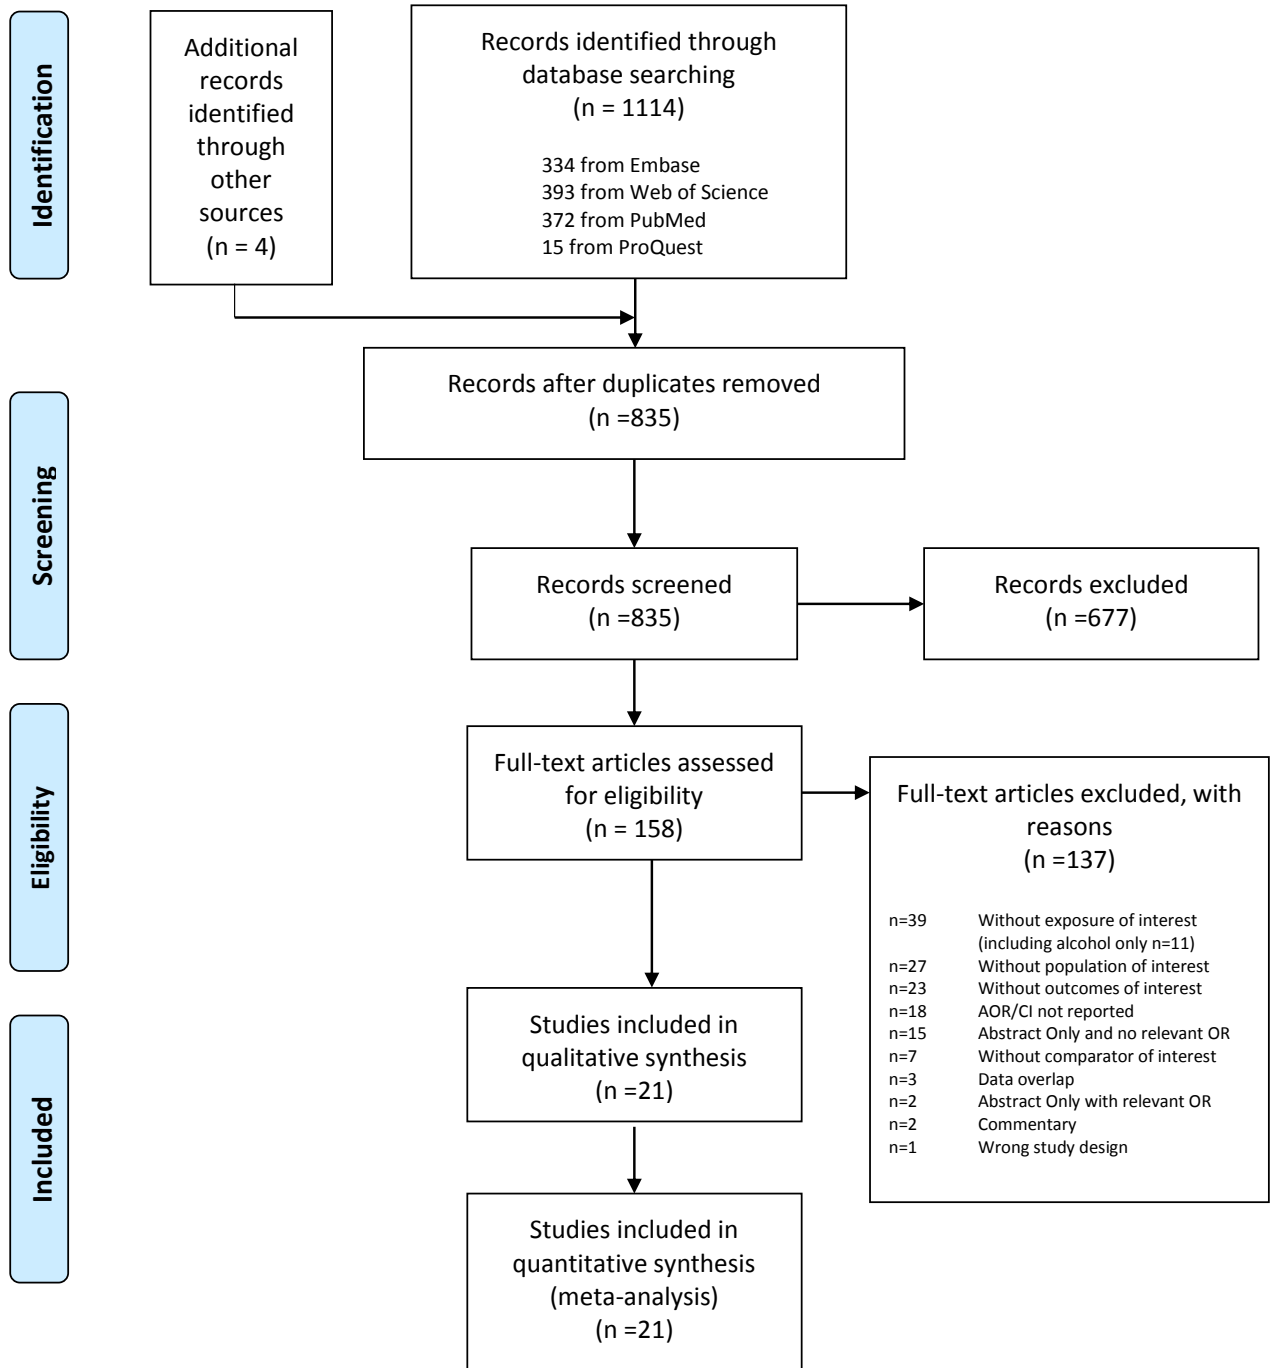 Identification
Additional
records
identified
through
other
sources
(n = 4)
Records identified through
database searching
(n = 1114)
334 from Embase
393 from Web of Science
372 from PubMed
15 from ProQuest
Records after duplicates removed
(n =835)
Screening
Records screened
(n =835)
Records excluded
(n =677)
Eligibility
Full-text articles assessed
for eligibility
(n = 158)
Full-text articles excluded, with
reasons
(n =137)
n=39 Without exposure of interest
(including alcohol only n=11)
n=27 Without population of interest
n=23 Without outcomes of interest
n=18 AOR/CI not reported
n=15 Abstract Only and no relevant OR
n=7 Without comparator of interest
n=3 Data overlap
n=2 Abstract Only with relevant OR
n=2 Commentary
n=1 Wrong study design
Included
Studies included in
qualitative synthesis
(n =21)
Studies included in
quantitative synthesis
(meta-analysis)
(n =21)